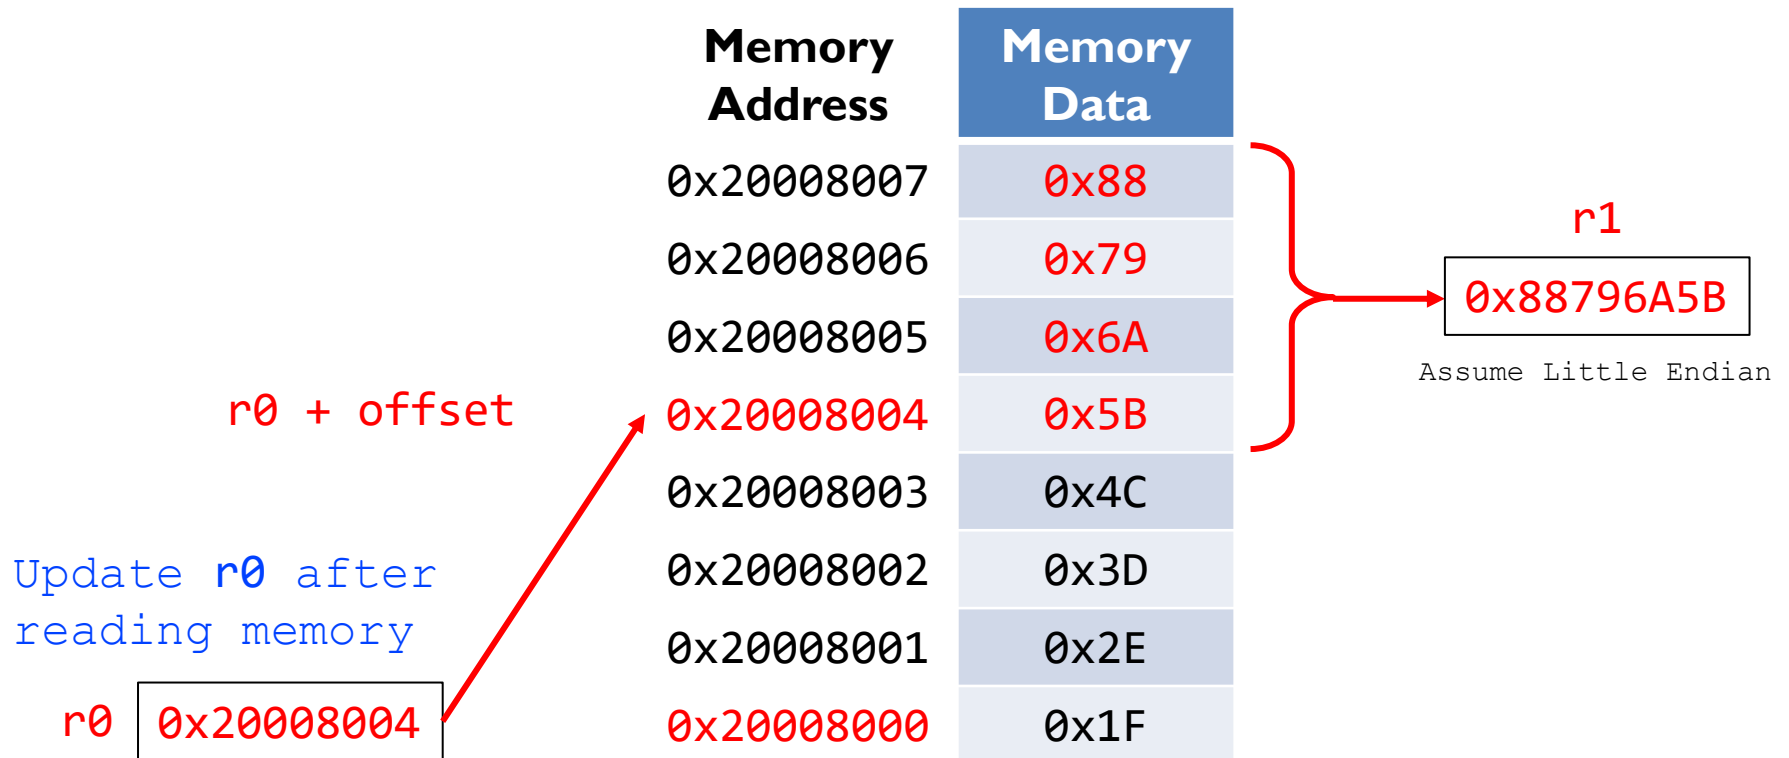 Memory Address
Memory Data
0x20008007 0x88
r1
0x20008006 0x79
0x88796A5B
0x20008005 0x6A
Assume Little Endian
r0 + offset
0x20008004 0x5B
0x20008003 0x4C
Update r0 after
reading memory
0x20008002 0x3D
0x20008001 0x2E
r0 0x20008004
0x20008000 0x1F